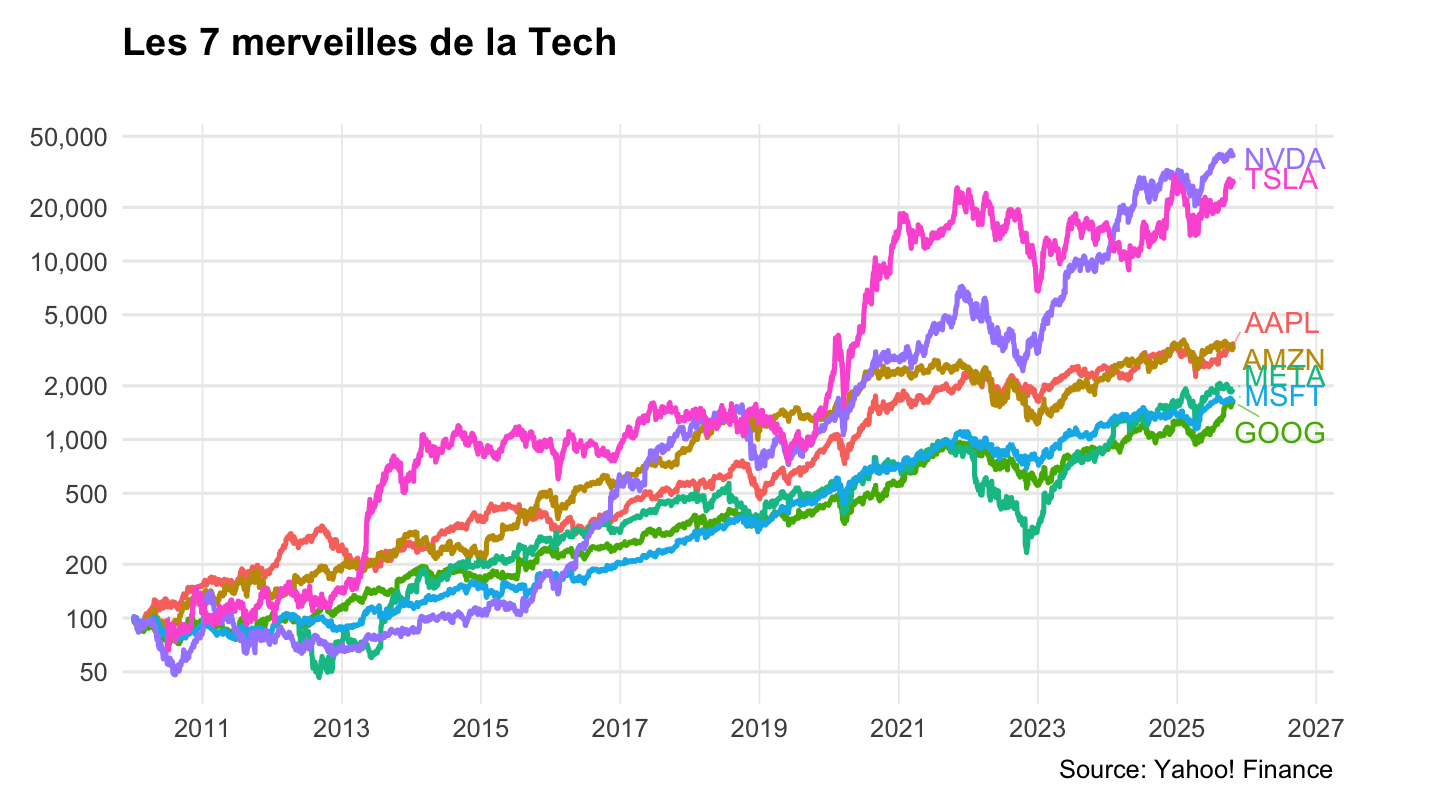 Les 7 merveilles de la Tech
50,000
20,000
10,000
5,000
2,000
1,000
500
200
100
50
NVDA
TSLA
AAPL
AMZN
META
MSFT
GOOG
2011 2013 2015 2017 2019 2021 2023 2025 2027
Source: Yahoo! Finance